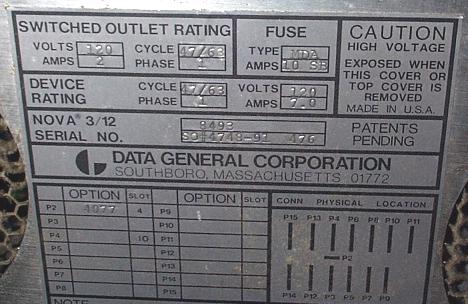 SWITCHED OUTLET RATING
VOLTS 120 CYCLE 47/63
AMPS 2 PHASE 1
FUSE
TYPE MDA
AMPS 10 SB
CAUTION
HIGH VOLTAGE
EXPOSED WHEN
THIS COVER OR
TOP COVER IS
REMOVED
MADE IN U.S.A.
DEVICE RATING
CYCLE 47/63 VOLTS 120
PHASE 1 AMPS 7.0
NOVA® 3/12 8493
SERIAL NO. 476
PATENTS
PENDING
DATA GENERAL CORPORATION
SOUTHBORO, MASSACHUSETTS 01772
OPTION SLOT OPTION SLOT
P2 4077 4 P9
P3 P10
P4 10 P11
P5 P12
P6 P13
P7 P14
P8 P15
NOTE
CONN PHYSICAL LOCATION
P15 P13 P4 P6 P8 P10 P11
P2
P14 P12 P3 P5 P7 P9